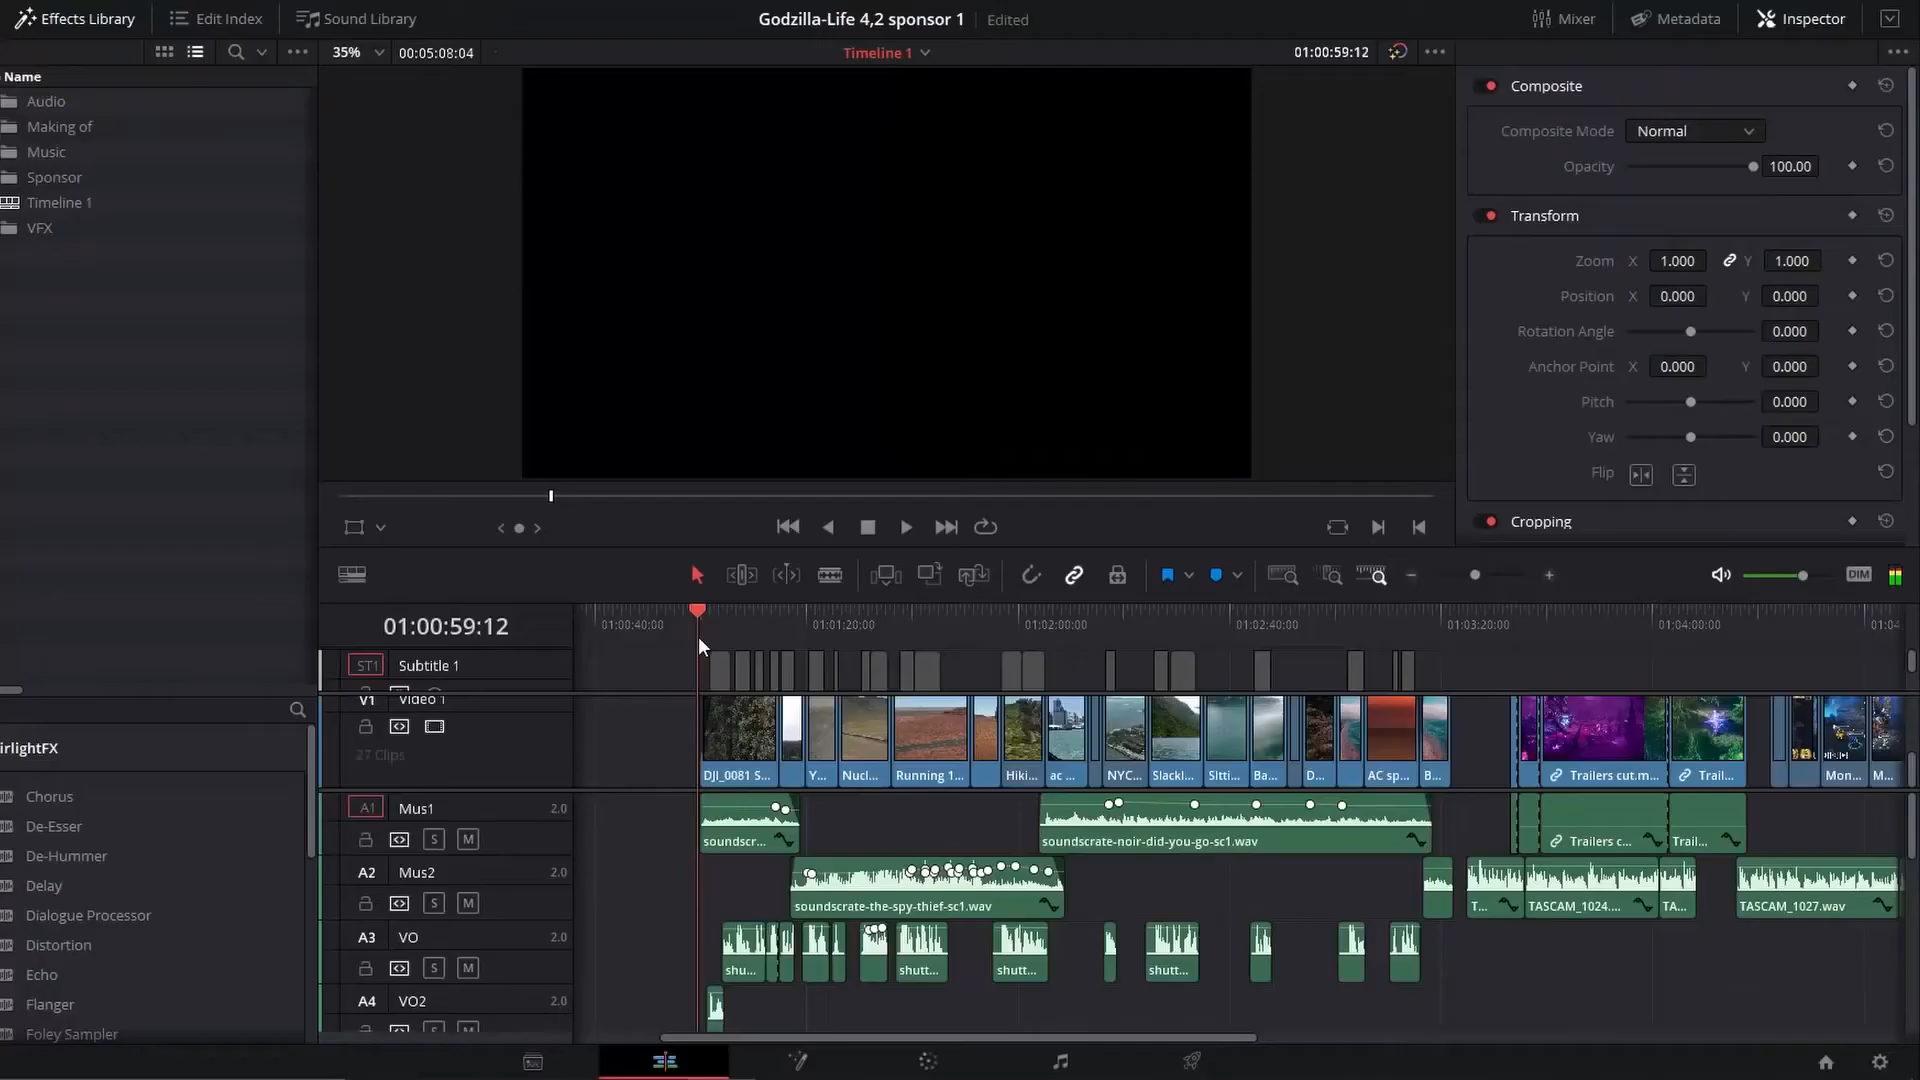 Effects Library
Edit Index
Sound Library
Godzilla-Life 4,2 sponsor 1
Edited
Mixer
Metadata
Inspector
35%
00:05:08:04
Timeline 1
01:00:59:12
Name
Audio
Making of
Music
Sponsor
Timeline 1
VFX
Composite
Composite Mode
Normal
Opacity
100.00
Transform
Zoom X 1.000 Y 1.000
Position X 0.000 Y 0.000
Rotation Angle 0.000
Anchor Point X 0.000 Y 0.000
Pitch 0.000
Yaw 0.000
Flip
Cropping
DIM
01:00:59:12
01:00:40:00 01:01:20:00 01:02:00:00 01:02:40:00 01:03:20:00 01:04:00:00 01:04
ST1 Subtitle 1
V1 Video 1
27 Clips
DJI_0081 S... Y... Nucl... Running 1... Hiki... ac ... NYC... Slackl... Sitti... Ba... D... AC sp... B... Trailers cut.m... Trail... Mon... M...
A1 Mus1 2.0
S M
soundscr... soundscrate-noir-did-you-go-sc1.wav Trailers c... Trail...
A2 Mus2 2.0
S M
soundscrate-the-spy-thief-sc1.wav T... TASCAM_1024.... TA... TASCAM_1027.wav
A3 VO 2.0
S M
shu... shutt... shutt... shutt...
A4 VO2 2.0
S M
irlightFX
Chorus
De-Esser
De-Hummer
Delay
Dialogue Processor
Distortion
Echo
Flanger
Foley Sampler